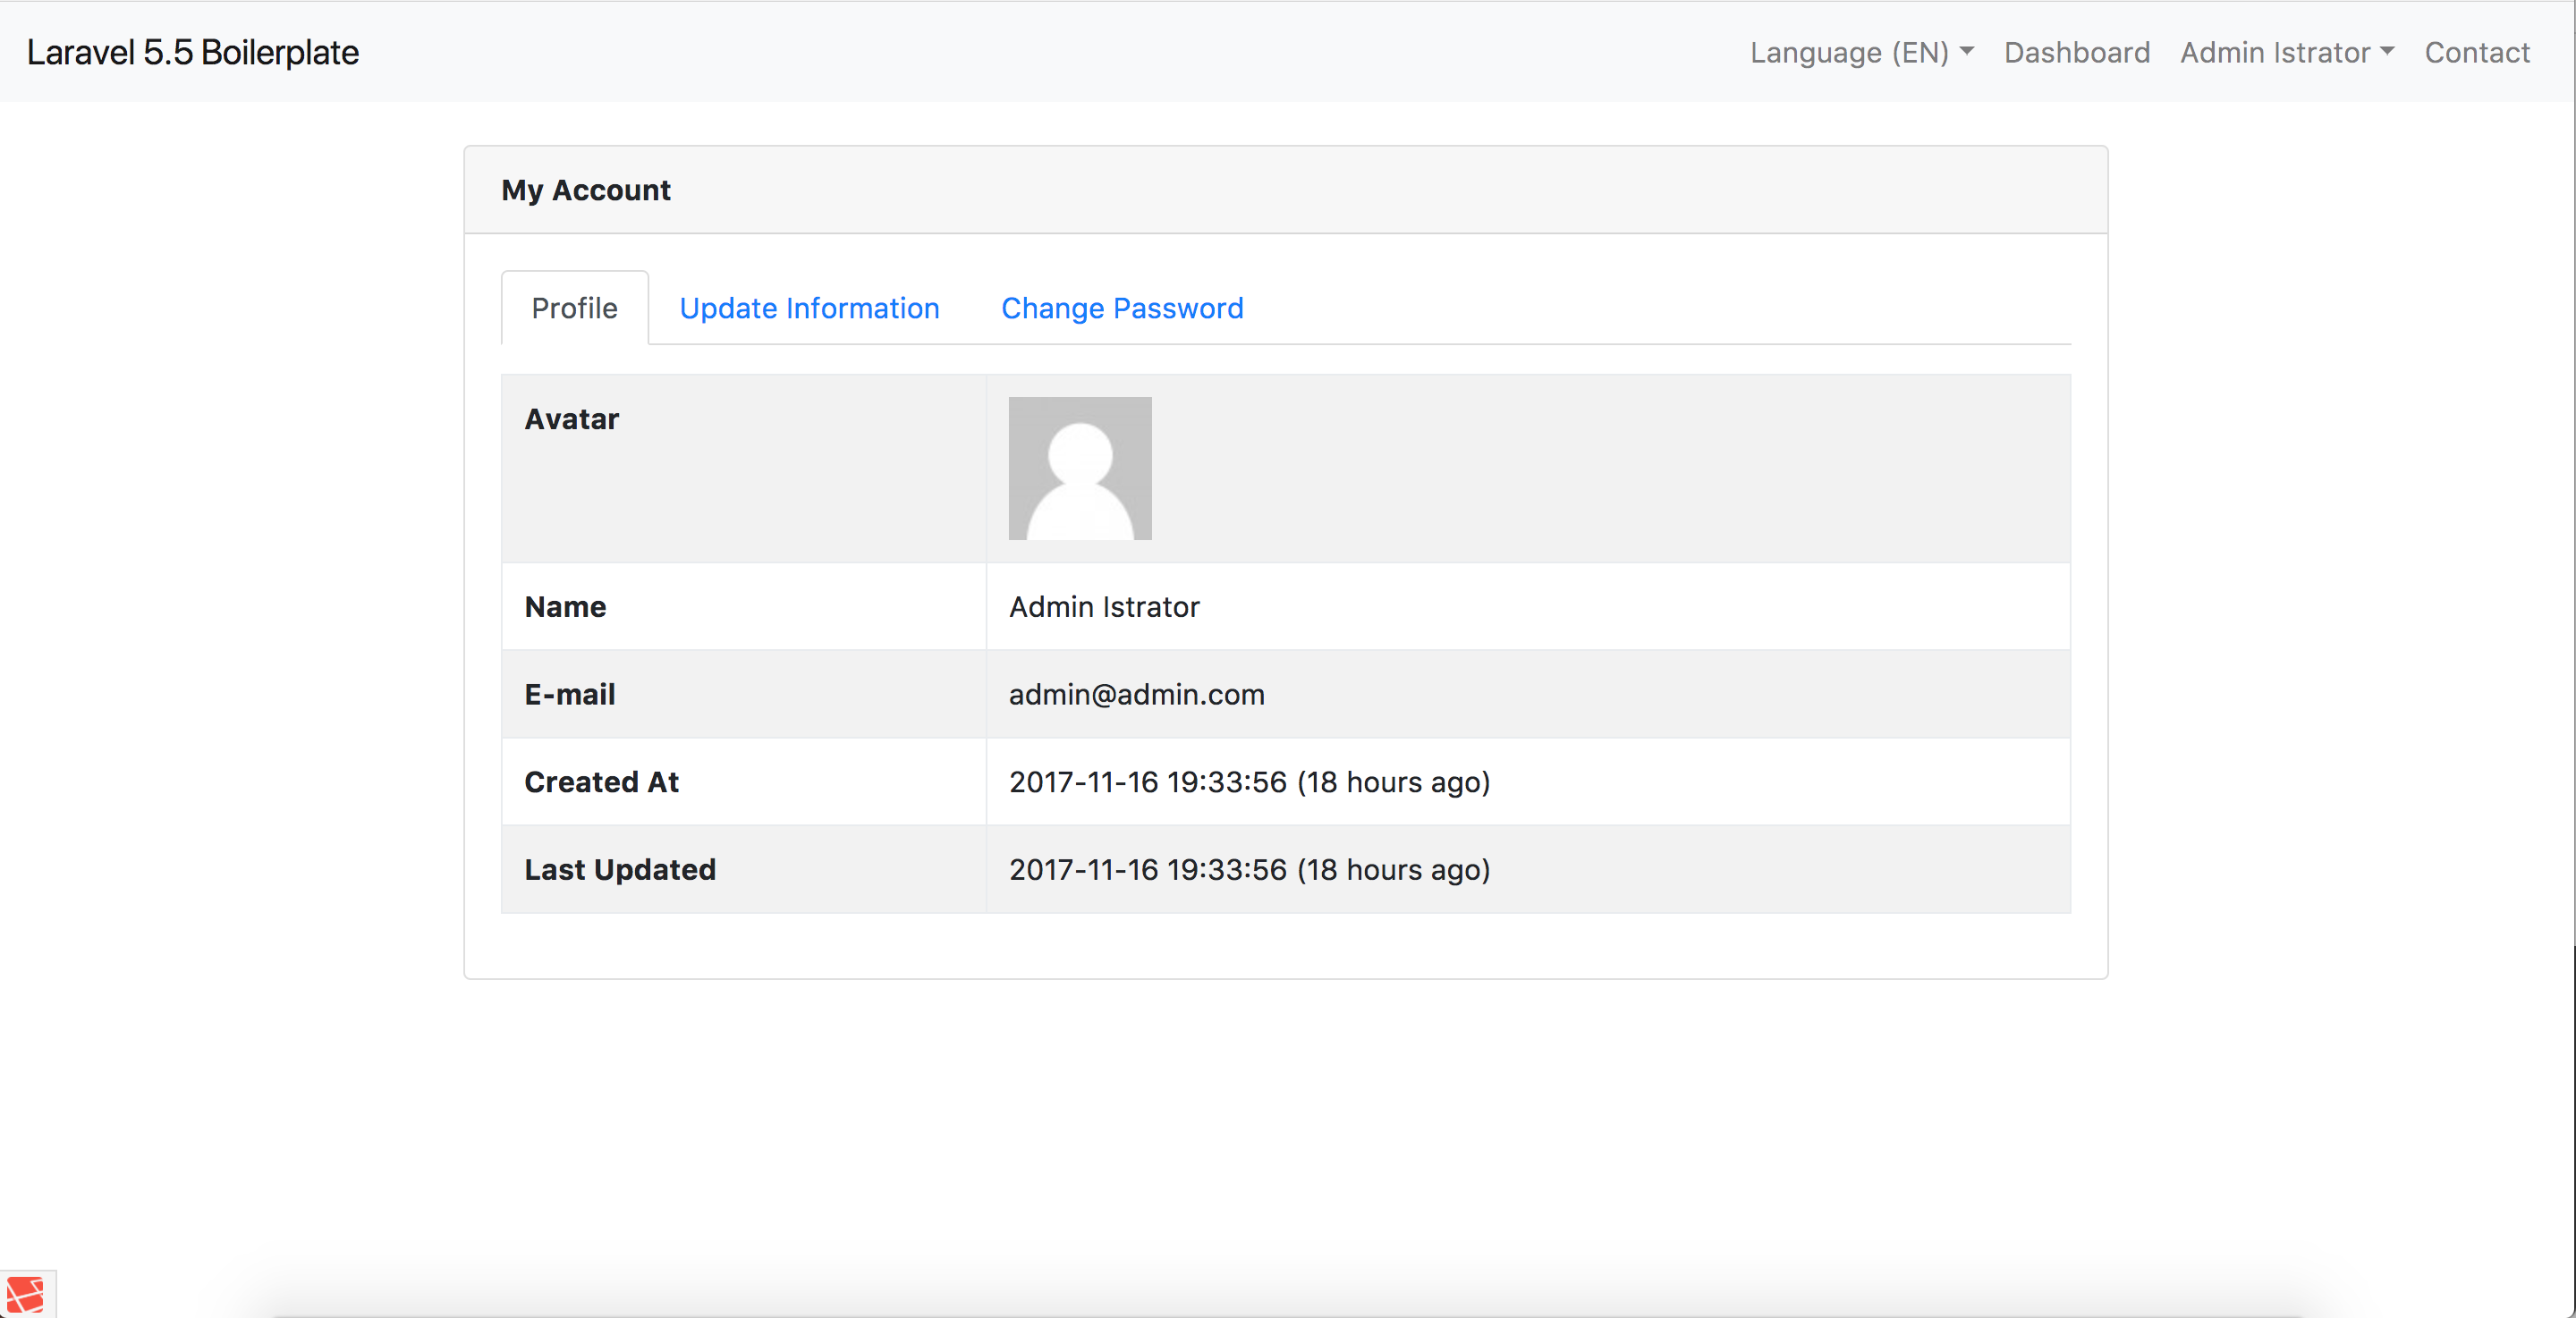 Laravel 5.5 Boilerplate Language (EN) Dashboard Admin Istrator Contact
My Account
Profile Update Information Change Password
Avatar
Name Admin Istrator
E-mail admin@admin.com
Created At 2017-11-16 19:33:56 (18 hours ago)
Last Updated 2017-11-16 19:33:56 (18 hours ago)